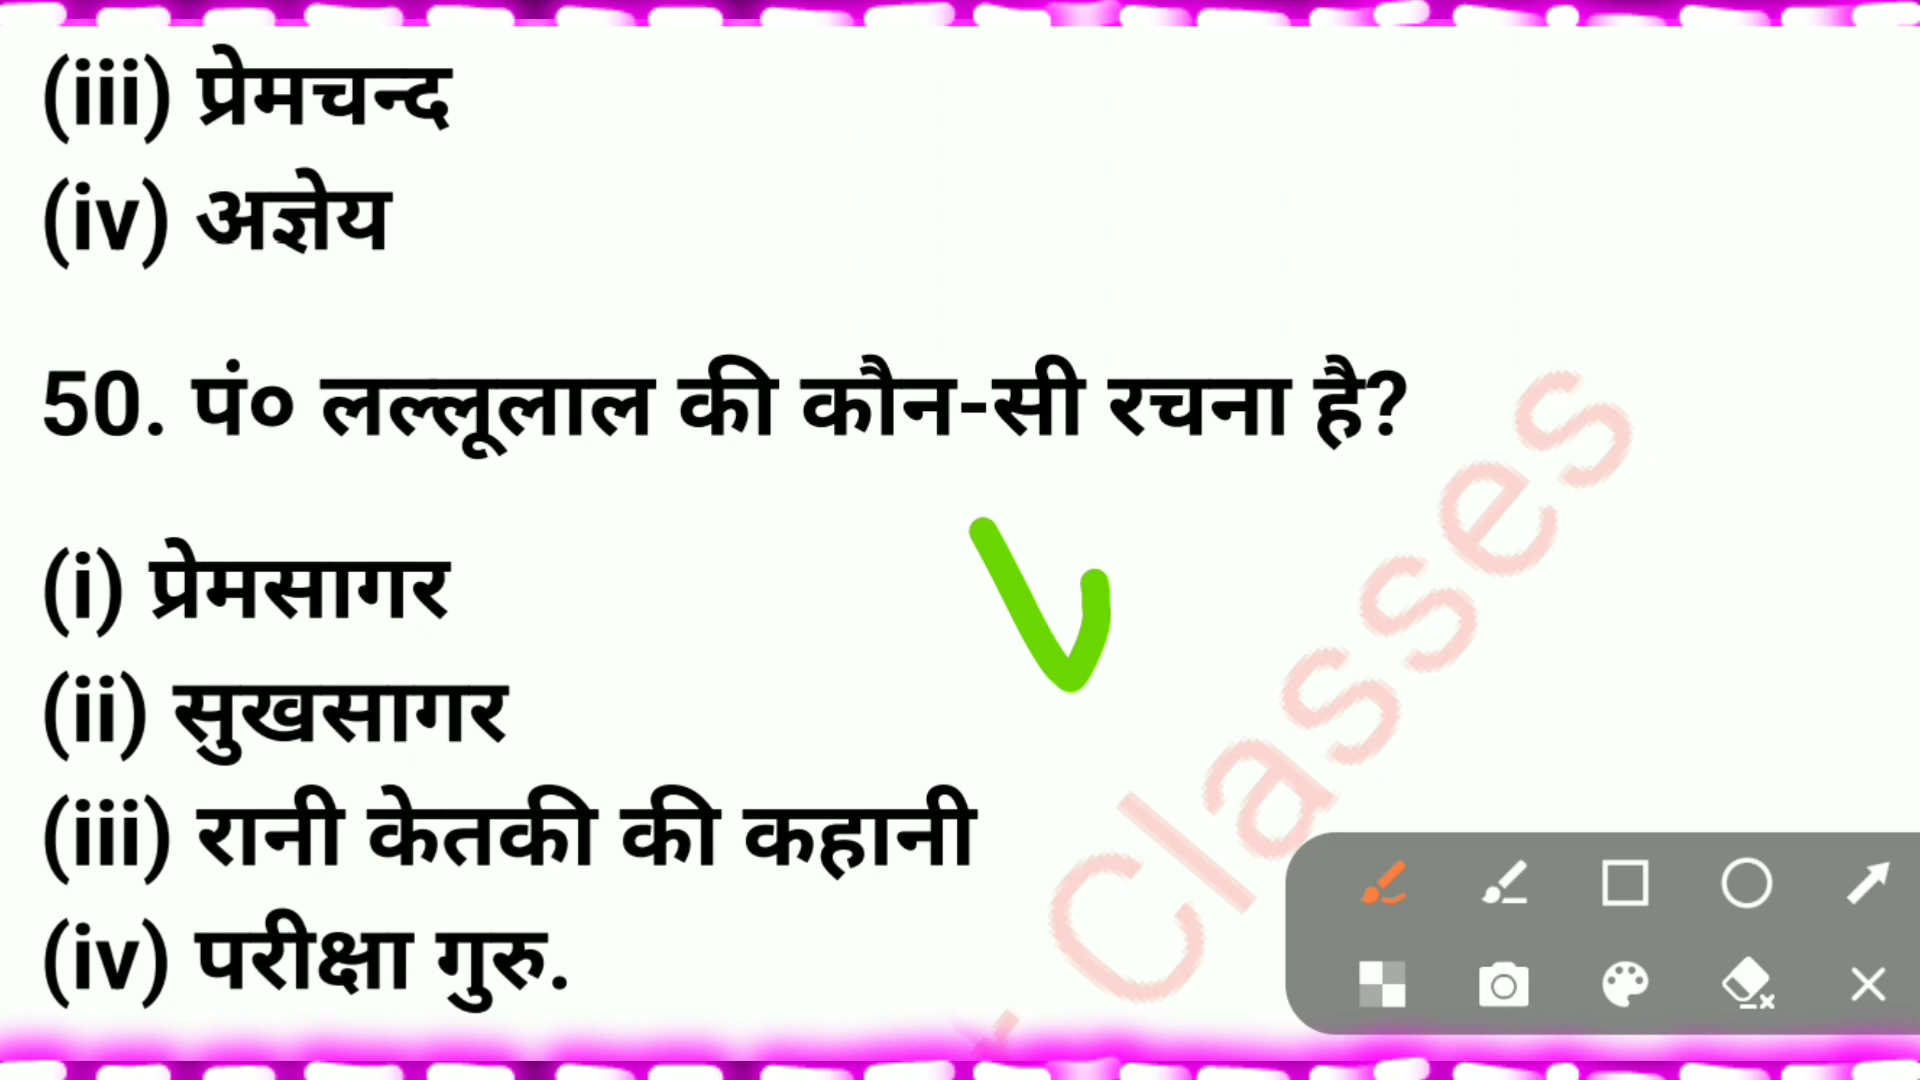 (iii) प्रेमचन्द
(iv) अज्ञेय
50. पं० लल्लूलाल की कौन-सी रचना है?
(i) प्रेमसागर
(ii) सुखसागर
(iii) रानी केतकी की कहानी
(iv) परीक्षा गुरु.
Classes